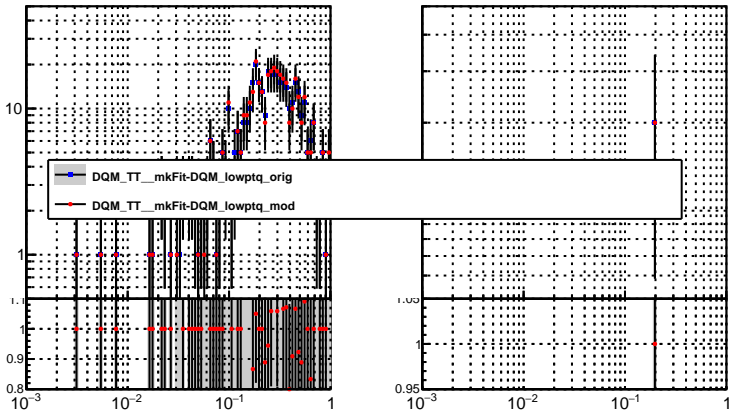 10
DQM_TT__mkFit-DQM_lowptq_orig
DQM_TT__mkFit-DQM_lowptq_mod
1
1.1 1.05
1 1
0.9
0.8 0.95
10⁻³ 10⁻² 10⁻¹ 1 10⁻³ 10⁻² 10⁻¹ 1